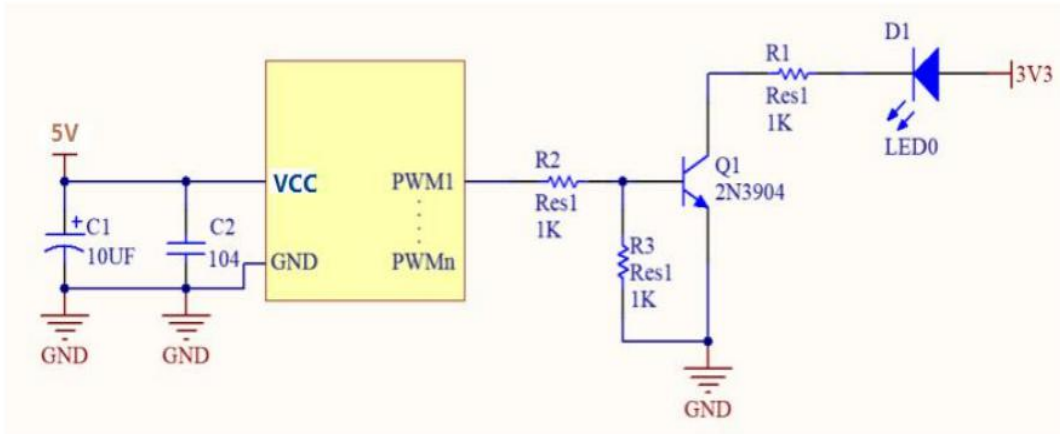 D1
R1
3V3
Res1
1K
LED0
5V
R2
VCC
PWM1
Q1
2N3904
Res1
1K
+
C1
10UF
C2
104
GND
PWMn
R3
Res1
1K
GND
GND
GND